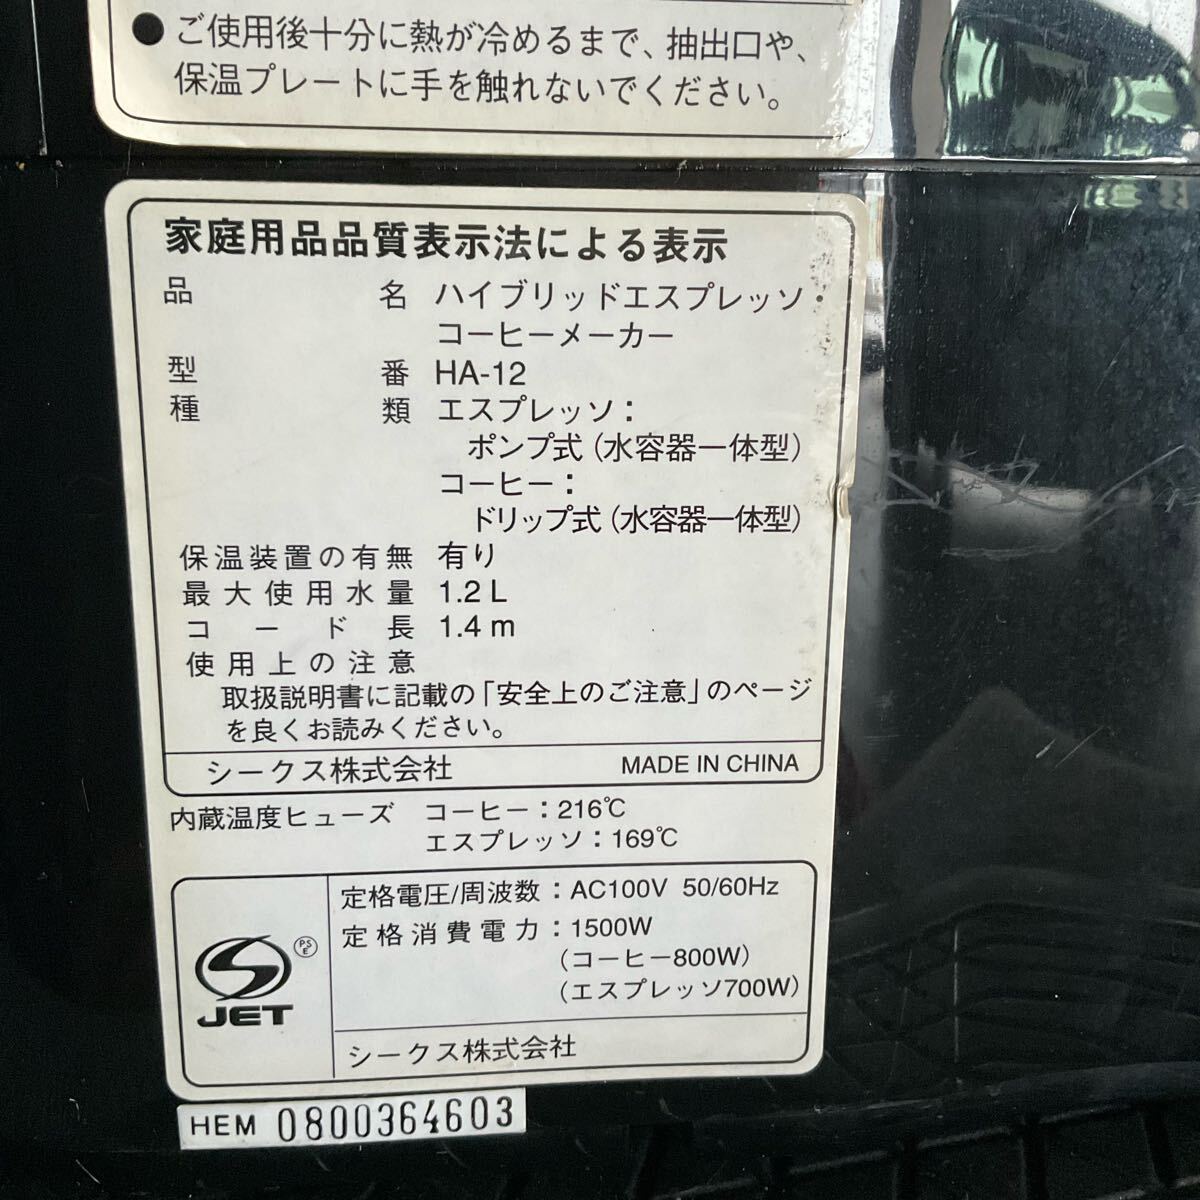 ●ご使用後十分に熱が冷めるまで、抽出口や、
保温プレートに手を触れないでください。
家庭用品品質表示法による表示
品名 ハイブリッドエスプレッソ・
コーヒーメーカー
型番 HA-12
種類 エスプレッソ：
ポンプ式（水容器一体型）
コーヒー：
ドリップ式（水容器一体型）
保温装置の有無 有り
最大使用水量 1.2 L
コード長 1.4 m
使用上の注意
取扱説明書に記載の「安全上のご注意」のページ
を良くお読みください。
シークス株式会社 MADE IN CHINA
内蔵温度ヒューズ コーヒー：216℃
エスプレッソ：169℃
定格電圧/周波数：AC100V 50/60Hz
定格消費電力：1500W
（コーヒー800W）
（エスプレッソ700W）
PS
E
JET
シークス株式会社
HEM 0800364603